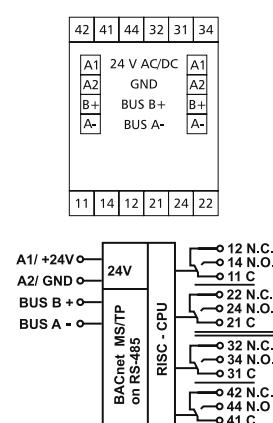 42 41 44 32 31 34
A1 24 V AC/DC A1
A2 GND A2
B+ BUS B+ B+
A- BUS A- A-
11 14 12 21 24 22
A1/ +24V
A2/ GND
BUS B +
BUS A -
24V
BACnet MS/TP
on RS-485
RISC - CPU
12 N.C.
14 N.O.
11 C
22 N.C.
24 N.O.
21 C
32 N.C.
34 N.O.
31 C
42 N.C.
44 N.O
41 C